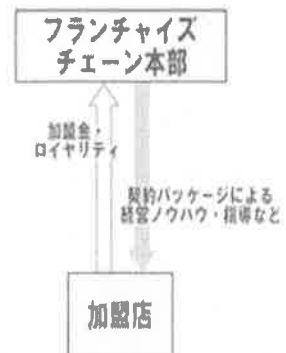 フランチャイズ
チェーン本部
加盟金・
ロイヤリティ
契約パッケージによる
経営ノウハウ・指導など
加盟店